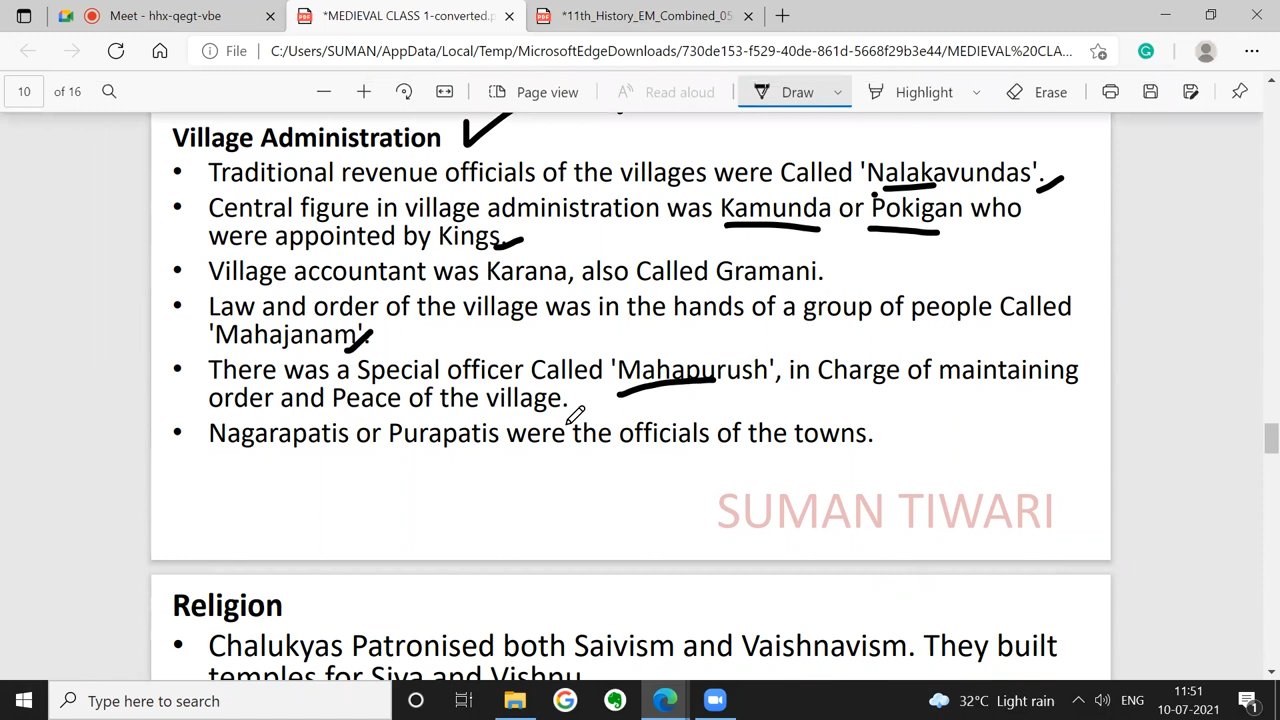 Meet - hhx-qegt-vbe
*MEDIEVAL CLASS 1-converted.p
*11th_History_EM_Combined_05
File C:/Users/SUMAN/AppData/Local/Temp/MicrosoftEdgeDownloads/730de153-f529-40de-861d-5668f29b3e44/MEDIEVAL%20CLA...
10 of 16 Page view Read aloud Draw Highlight Erase
Village Administration
• Traditional revenue officials of the villages were Called 'Nalakavundas'.
• Central figure in village administration was Kamunda or Pokigan who
were appointed by Kings.
• Village accountant was Karana, also Called Gramani.
• Law and order of the village was in the hands of a group of people Called
'Mahajanam'.
• There was a Special officer Called 'Mahapurush', in Charge of maintaining
order and Peace of the village.
• Nagarapatis or Purapatis were the officials of the towns.
SUMAN TIWARI
Religion
• Chalukyas Patronised both Saivism and Vaishnavism. They built
temples for Siva and Vishnu
Type here to search
32°C Light rain
ENG
11:51
10-07-2021
1